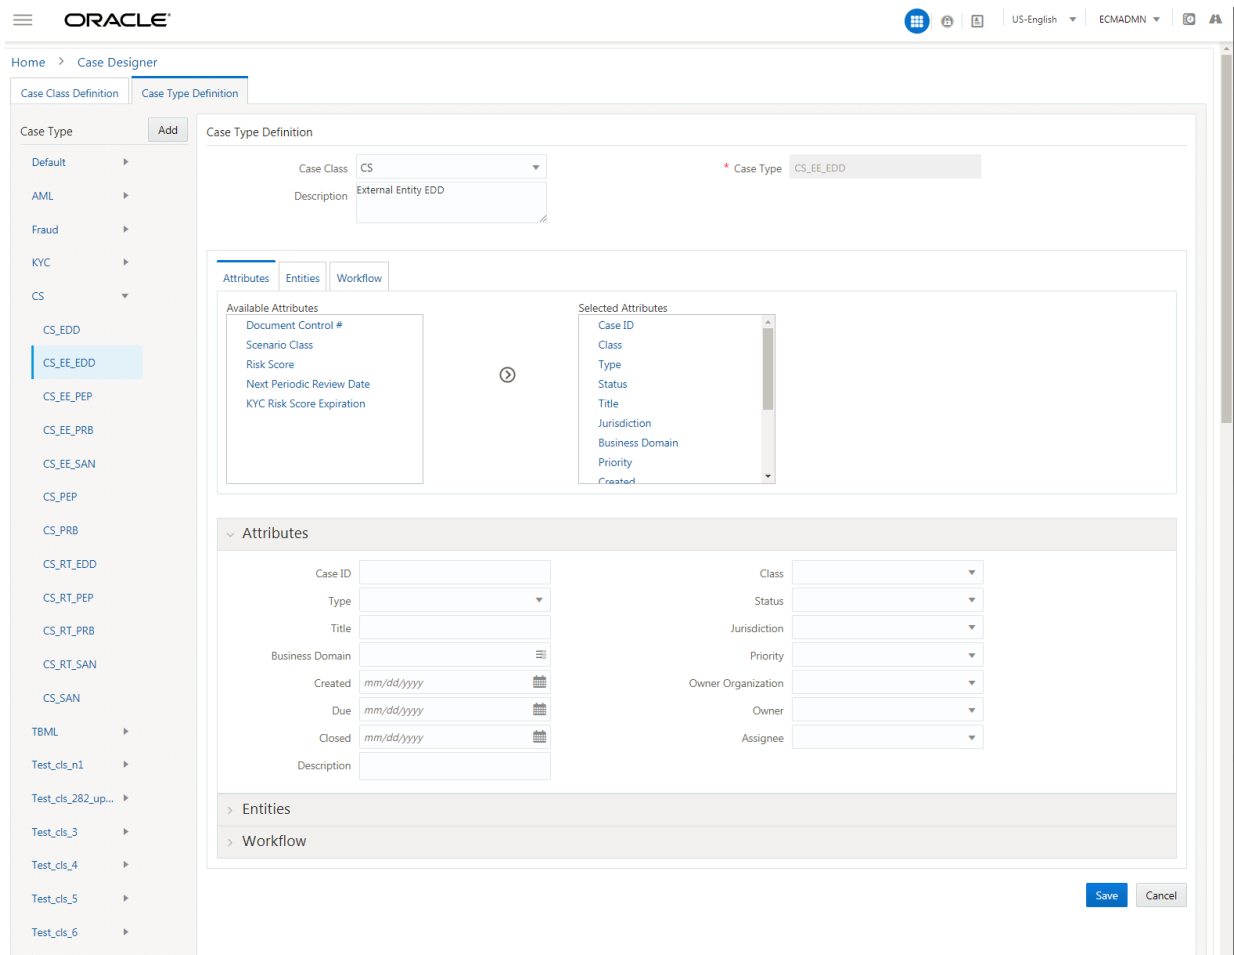 ORACLE
US-English
ECMADMN
Home > Case Designer
Case Class Definition
Case Type Definition
Case Type
Add
Default
AML
Fraud
KYC
CS
CS_EDD
CS_EE_EDD
CS_EE_PEP
CS_EE_PRB
CS_EE_SAN
CS_PEP
CS_PRB
CS_RT_EDD
CS_RT_PEP
CS_RT_PRB
CS_RT_SAN
CS_SAN
TBML
Test_cls_n1
Test_cls_282_up...
Test_cls_3
Test_cls_4
Test_cls_5
Test_cls_6
Case Type Definition
Case Class CS
* Case Type CS_EE_EDD
Description External Entity EDD
Attributes
Entities
Workflow
Available Attributes
Document Control #
Scenario Class
Risk Score
Next Periodic Review Date
KYC Risk Score Expiration
Selected Attributes
Case ID
Class
Type
Status
Title
Jurisdiction
Business Domain
Priority
Created
Attributes
Case ID
Class
Type
Status
Title
Jurisdiction
Business Domain
Priority
Created mm/dd/yyyy
Owner Organization
Due mm/dd/yyyy
Owner
Closed mm/dd/yyyy
Assignee
Description
Entities
Workflow
Save
Cancel